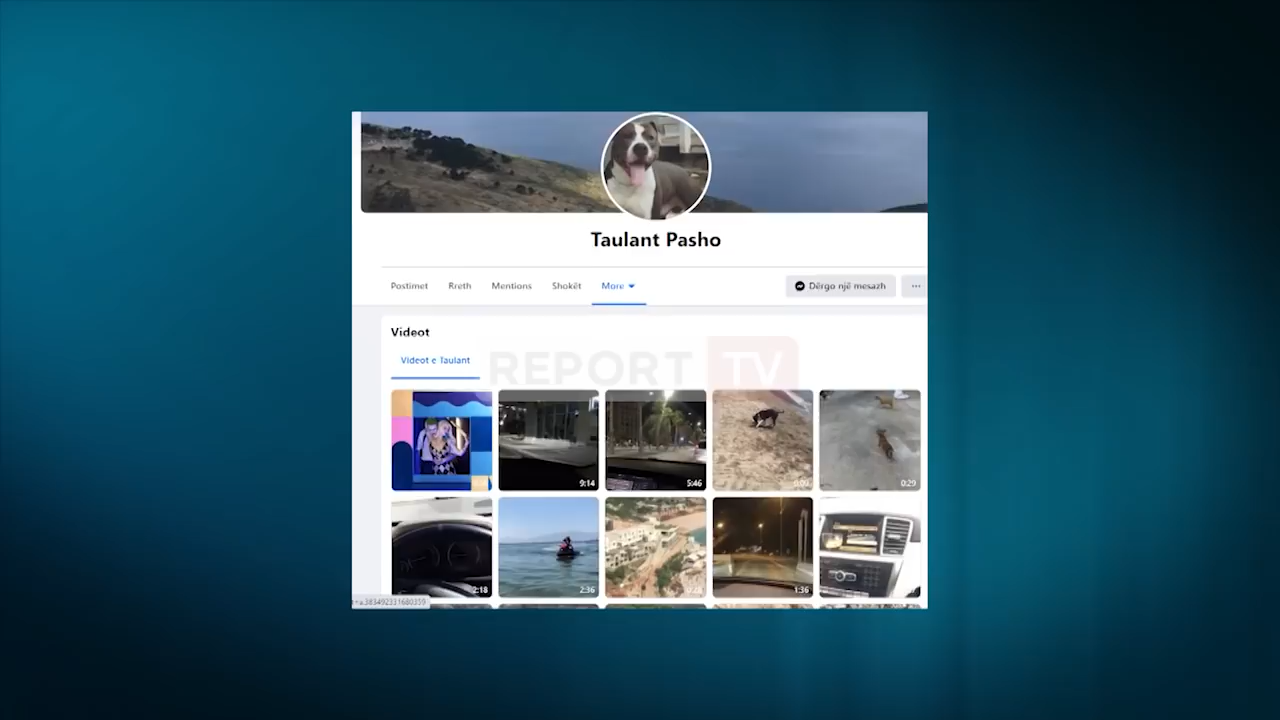 Taulant Pasho
Postimet Rreth Mentions Shokët More Dërgo një mesazh ...
Videot
Videot e Taulant
REPORT TV
9:14 5:46 0:29
2:18 2:36 1:36